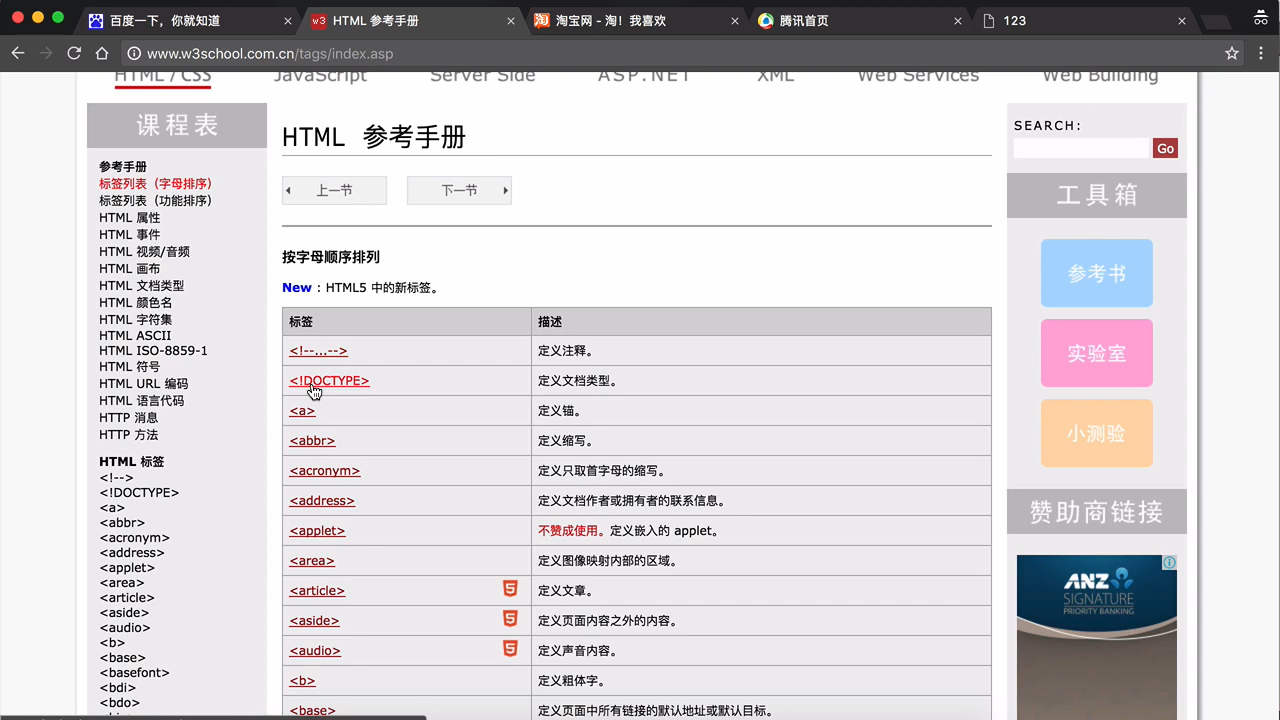 百度一下，你就知道
HTML 参考手册
淘宝网 - 淘！我喜欢
腾讯首页
123
www.w3school.com.cn/tags/index.asp
HTML / CSS
JavaScript
Server Side
ASP.NET
XML
Web Services
Web Building
课程表
参考手册
标签列表（字母排序）
标签列表（功能排序）
HTML 属性
HTML 事件
HTML 视频/音频
HTML 画布
HTML 文档类型
HTML 颜色名
HTML 字符集
HTML ASCII
HTML ISO-8859-1
HTML 符号
HTML URL 编码
HTML 语言代码
HTTP 消息
HTTP 方法
HTML 标签
<!-->
<!DOCTYPE>
<a>
<abbr>
<acronym>
<address>
<applet>
<area>
<article>
<aside>
<audio>
<b>
<base>
<basefont>
<bdi>
<bdo>
HTML 参考手册
上一节
下一节
按字母顺序排列
New : HTML5 中的新标签。
标签 描述
<!--...--> 定义注释。
<!DOCTYPE> 定义文档类型。
<a> 定义锚。
<abbr> 定义缩写。
<acronym> 定义只取首字母的缩写。
<address> 定义文档作者或拥有者的联系信息。
<applet> 不赞成使用。定义嵌入的 applet。
<area> 定义图像映射内部的区域。
<article> 5 定义文章。
<aside> 5 定义页面内容之外的内容。
<audio> 5 定义声音内容。
<b> 定义粗体字。
<base> 定义页面中所有链接的默认地址或默认目标。
SEARCH:
Go
工具箱
参考书
实验室
小测验
赞助商链接
ANZ
SIGNATURE
PRIORITY BANKING